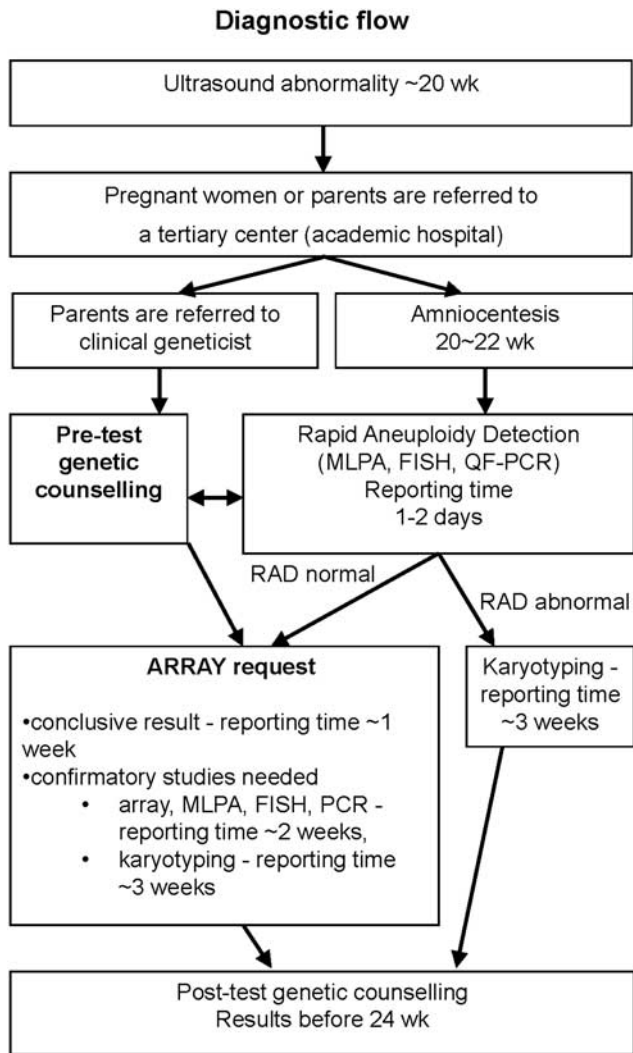 Diagnostic flow
Ultrasound abnormality ~20 wk
Pregnant women or parents are referred to
a tertiary center (academic hospital)
Parents are referred to
clinical geneticist
Amniocentesis
20~22 wk
Pre-test
genetic
counselling
Rapid Aneuploidy Detection
(MLPA, FISH, QF-PCR)
Reporting time
1-2 days
RAD normal
RAD abnormal
ARRAY request
•conclusive result - reporting time ~1
week
•confirmatory studies needed
• array, MLPA, FISH, PCR -
reporting time ~2 weeks,
• karyotyping - reporting time
~3 weeks
Karyotyping -
reporting time
~3 weeks
Post-test genetic counselling
Results before 24 wk